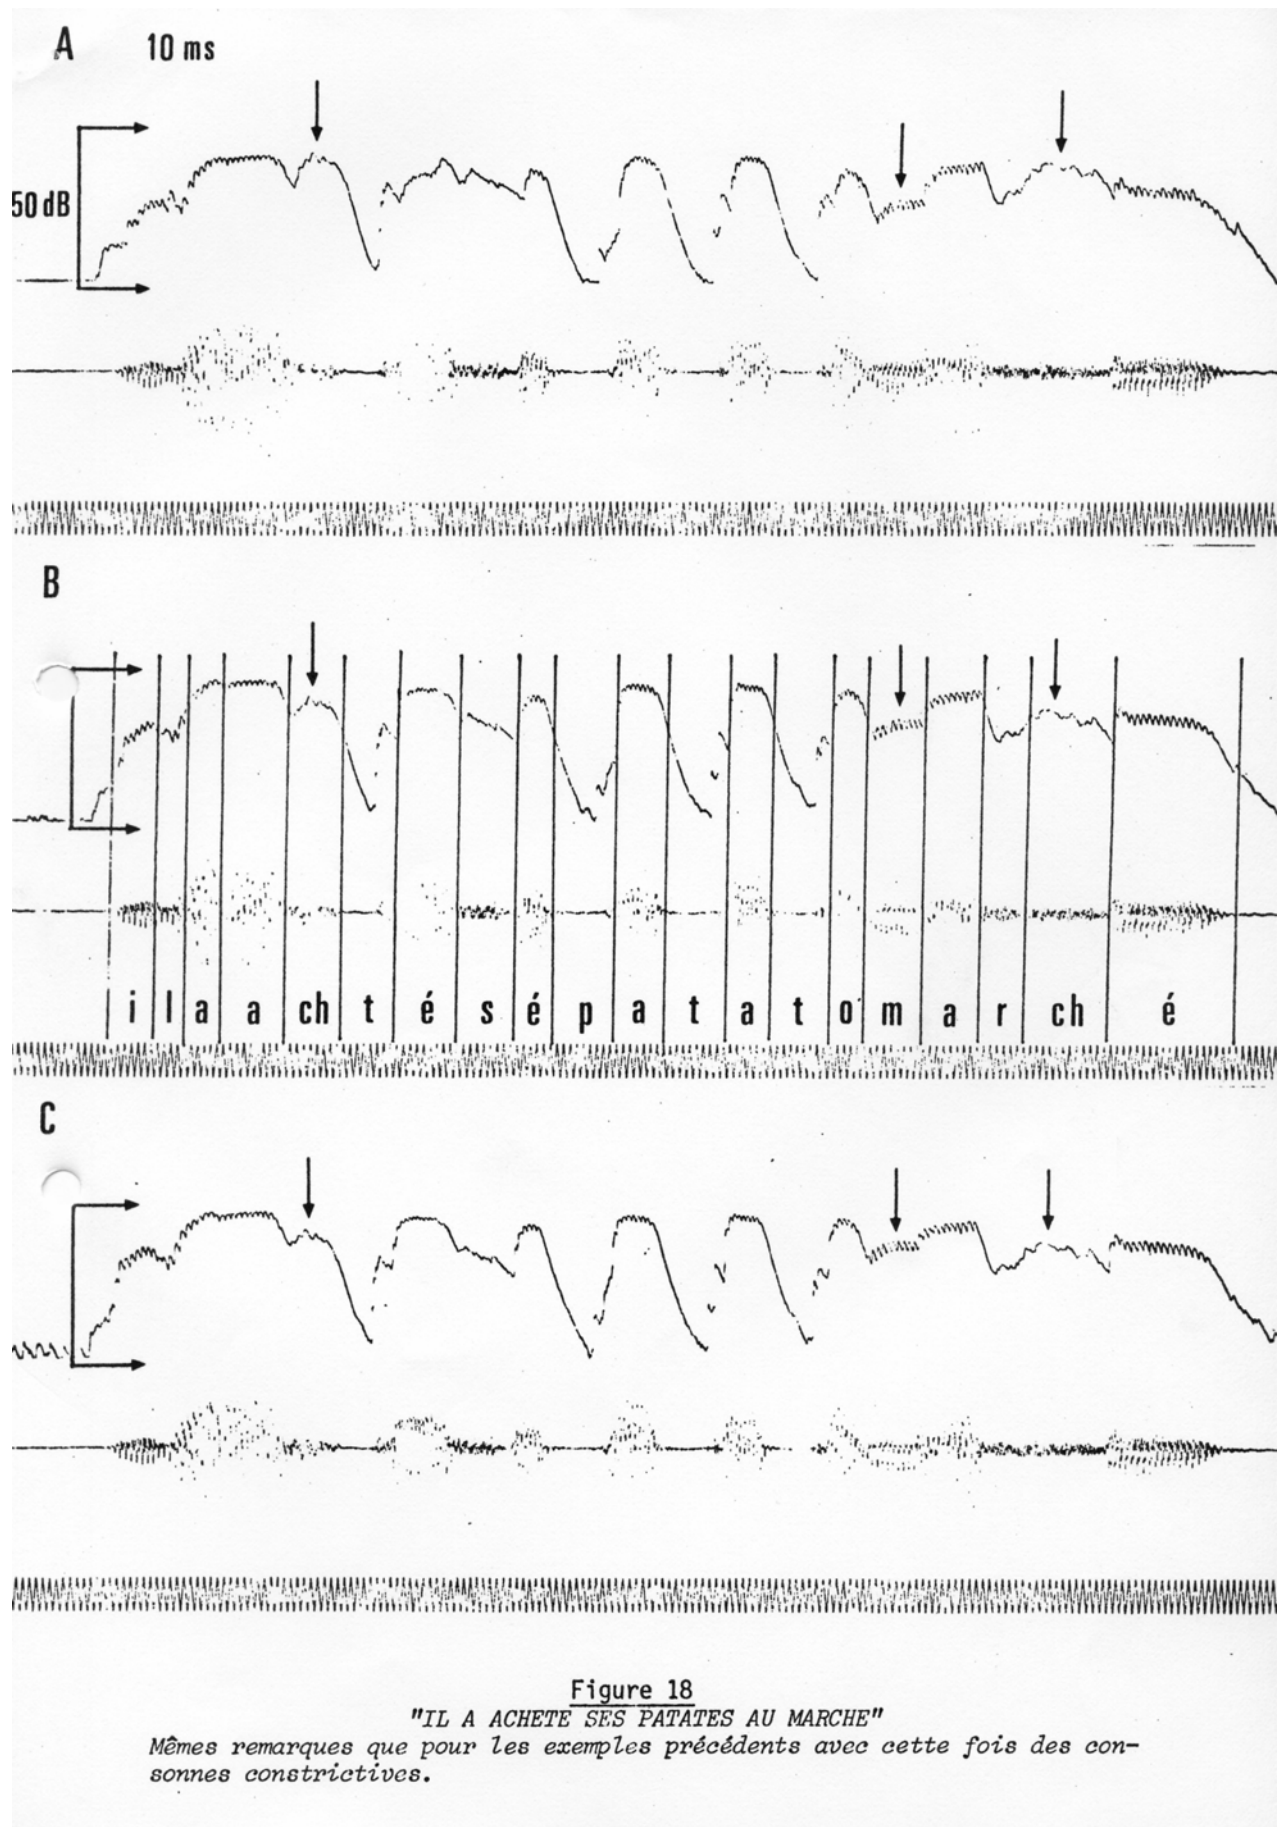 A 10 ms
50 dB
B
i l a a ch t é s é p a t a t o m a r ch é
C
Figure 18
"IL A ACHETE SES PATATES AU MARCHE"
Mêmes remarques que pour les exemples précédents avec cette fois des con-
sonnes constrictives.